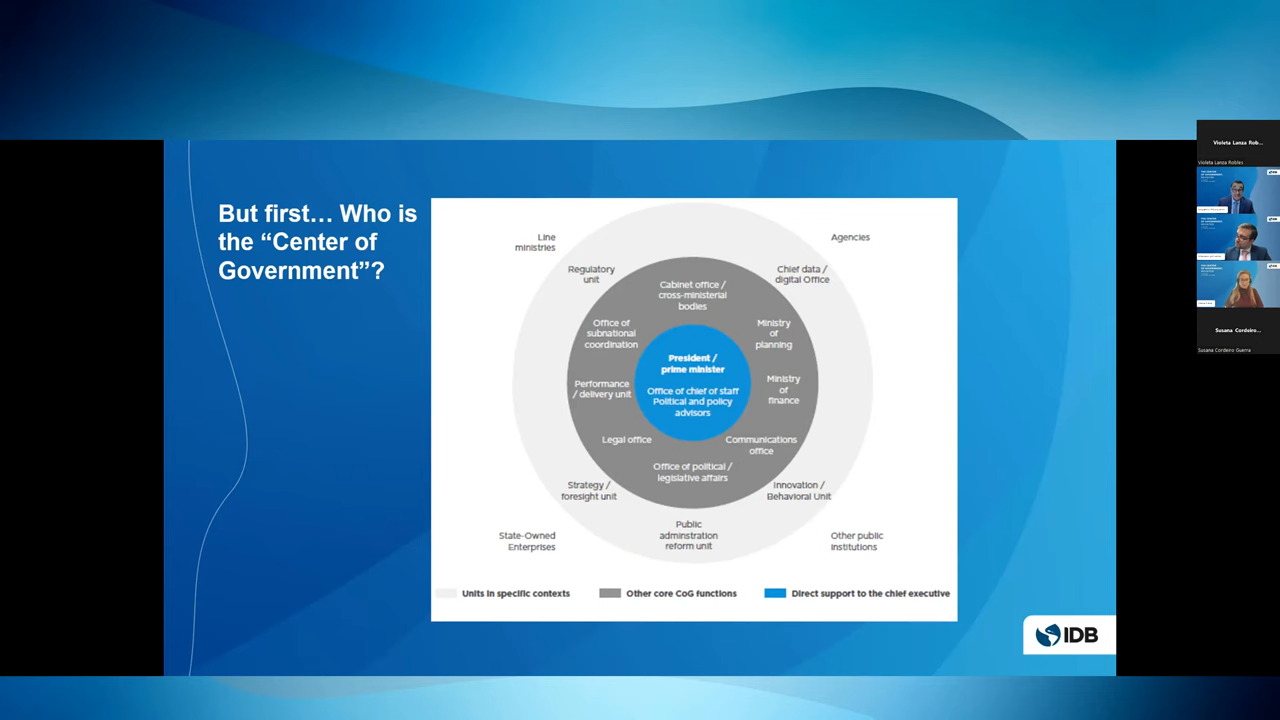 But first… Who is
the “Center of
Government”?
Line
ministries
Agencies
Regulatory
unit
Chief data /
digital Office
Cabinet office /
cross-ministerial
bodies
Office of
subnational
coordination
Ministry
of
planning
President /
prime minister
Office of chief of staff
Political and policy
advisors
Performance
/ delivery unit
Ministry
of
finance
Legal office
Communications
office
Office of political /
legislative affairs
Strategy /
foresight unit
Innovation /
Behavioral Unit
Public
adminstration
reform unit
State-Owned
Enterprises
Other public
institutions
Units in specific contexts
Other core CoG functions
Direct support to the chief executive
IDB
Violeta Lanza Rob...
Violeta Lanza Robles
Susana Cordeiro...
Susana Cordeiro Guerra